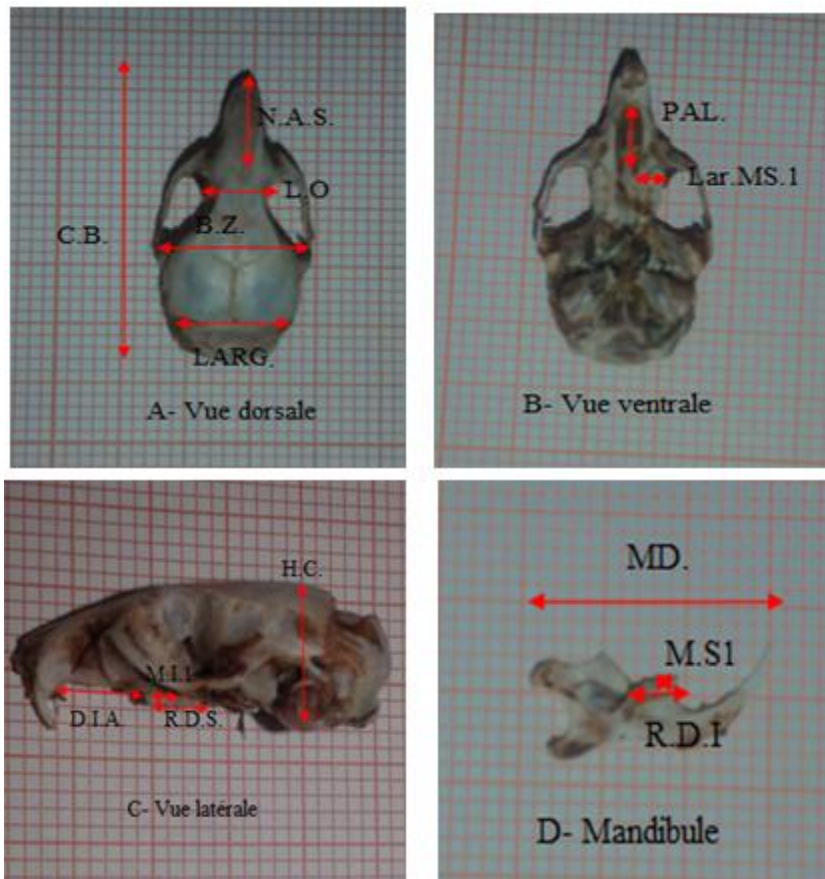 N.A.S.
L.O
B.Z.
C.B.
LARG.
A- Vue dorsale
PAL.
Lar.MS.1
B- Vue ventrale
H.C.
M.I.1
D.I.A.
R.D.S.
C- Vue latérale
MD.
M.S1
R.D.I
D- Mandibule